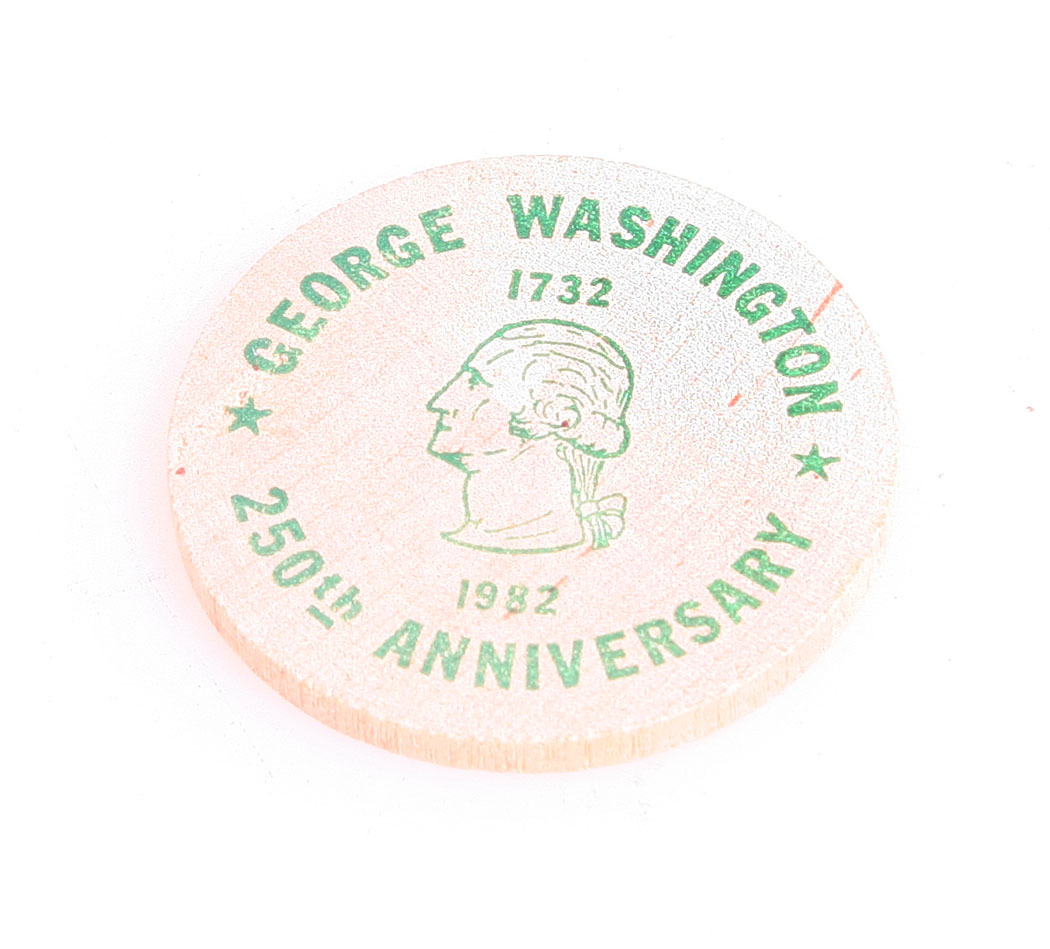 GEORGE WASHINGTON
1732
1982
250th ANNIVERSARY